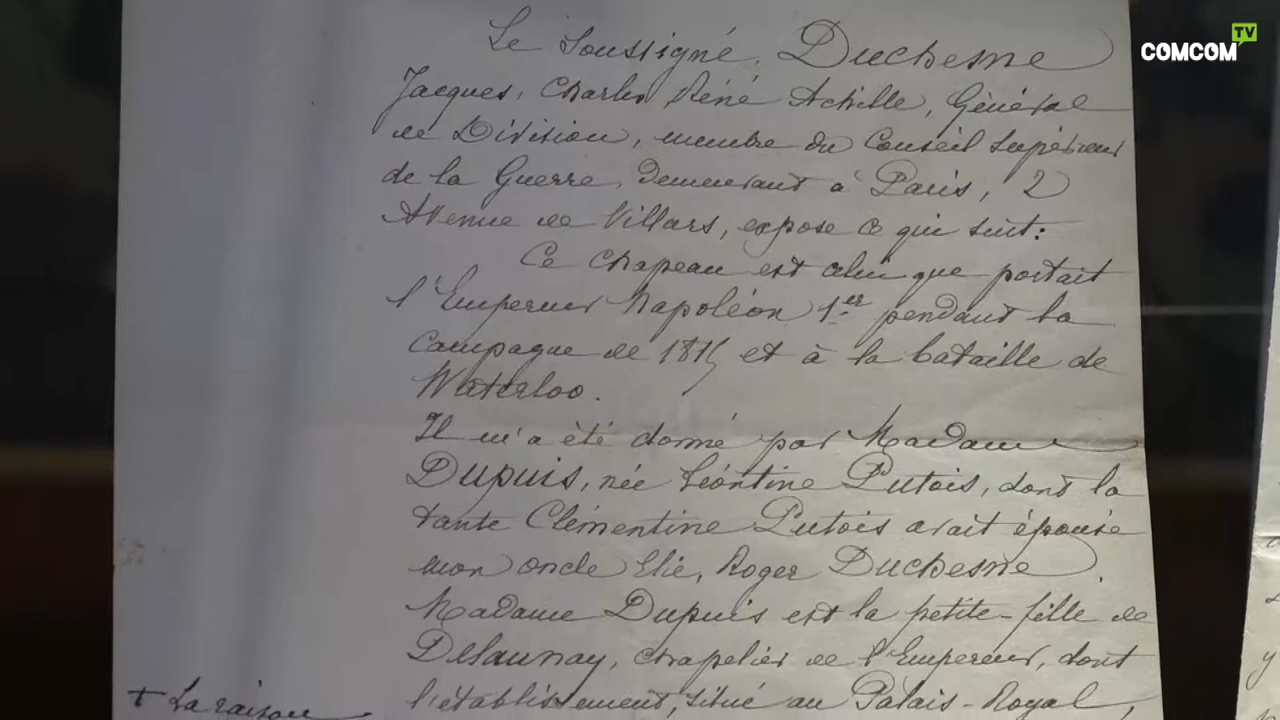 COMCOM TV
Le Soussigné, Duchesne
Jacques, Charles, Réné Achille, Général
de Division, membre du Conseil Supérieur
de la Guerre, demeurant à Paris, 2
Avenue de Villars, expose ce qui suit:
Ce chapeau est celui que portait
l'Empereur Napoléon 1er pendant la
campagne de 1815 et à la bataille de
Waterloo.
Il m'a été donné par Madame
Dupuis, née Léontine Putois, dont la
tante Clémentine Putois avait épousé
mon oncle Elie, Roger Duchesne.
Madame Dupuis est la petite-fille de
Delaunay, chapelier de l'Empereur, dont
+ La raison
l'établissement, situé au Palais-Royal,